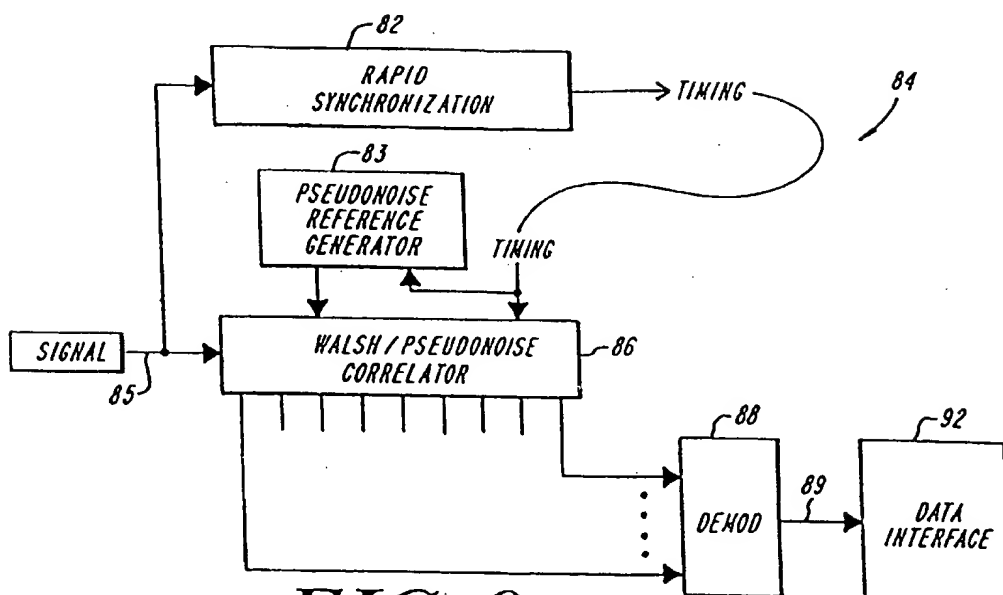 82
RAPID
SYNCHRONIZATION
TIMING
84
83
PSEUDONOISE
REFERENCE
GENERATOR
TIMING
SIGNAL
85
WALSH / PSEUDONOISE
CORRELATOR
86
88
DEMOD
89
92
DATA
INTERFACE